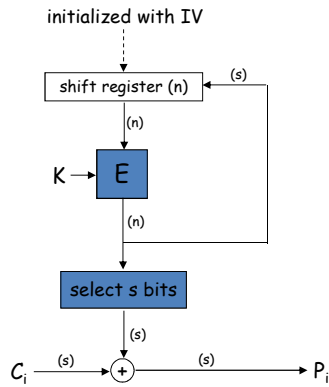 initialized with IV
shift register (n)
(s)
(n)
K
E
(n)
select s bits
(s)
(s)
(s)
C_i
+
P_i